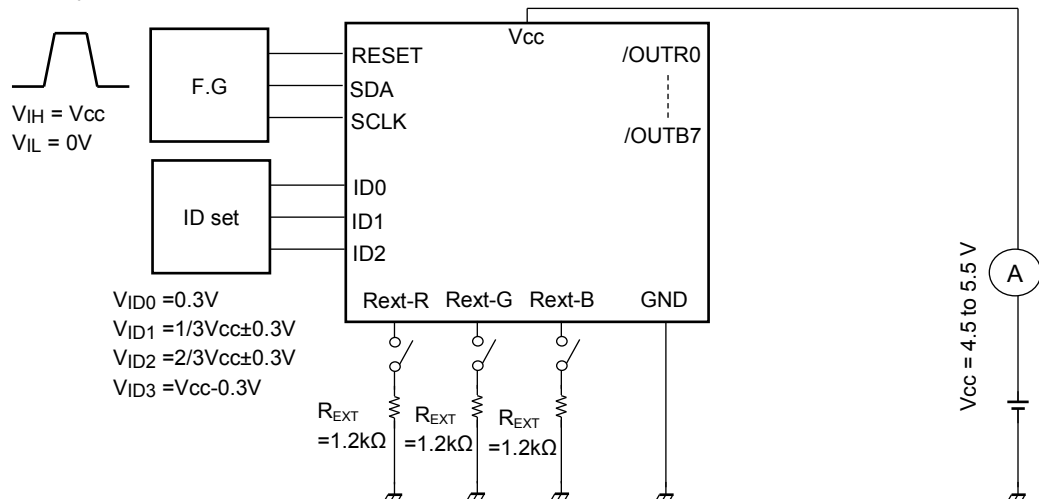 Vcc
RESET
SDA
SCLK
ID0
ID1
ID2
/OUTR0
/OUTB7
Rext-R Rext-G Rext-B GND
F.G
VIH = Vcc
VIL = 0V
ID set
VID0 =0.3V
VID1 =1/3Vcc±0.3V
VID2 =2/3Vcc±0.3V
VID3 =Vcc-0.3V
REXT
=1.2kΩ
REXT
=1.2kΩ
REXT
=1.2kΩ
A
Vcc = 4.5 to 5.5 V